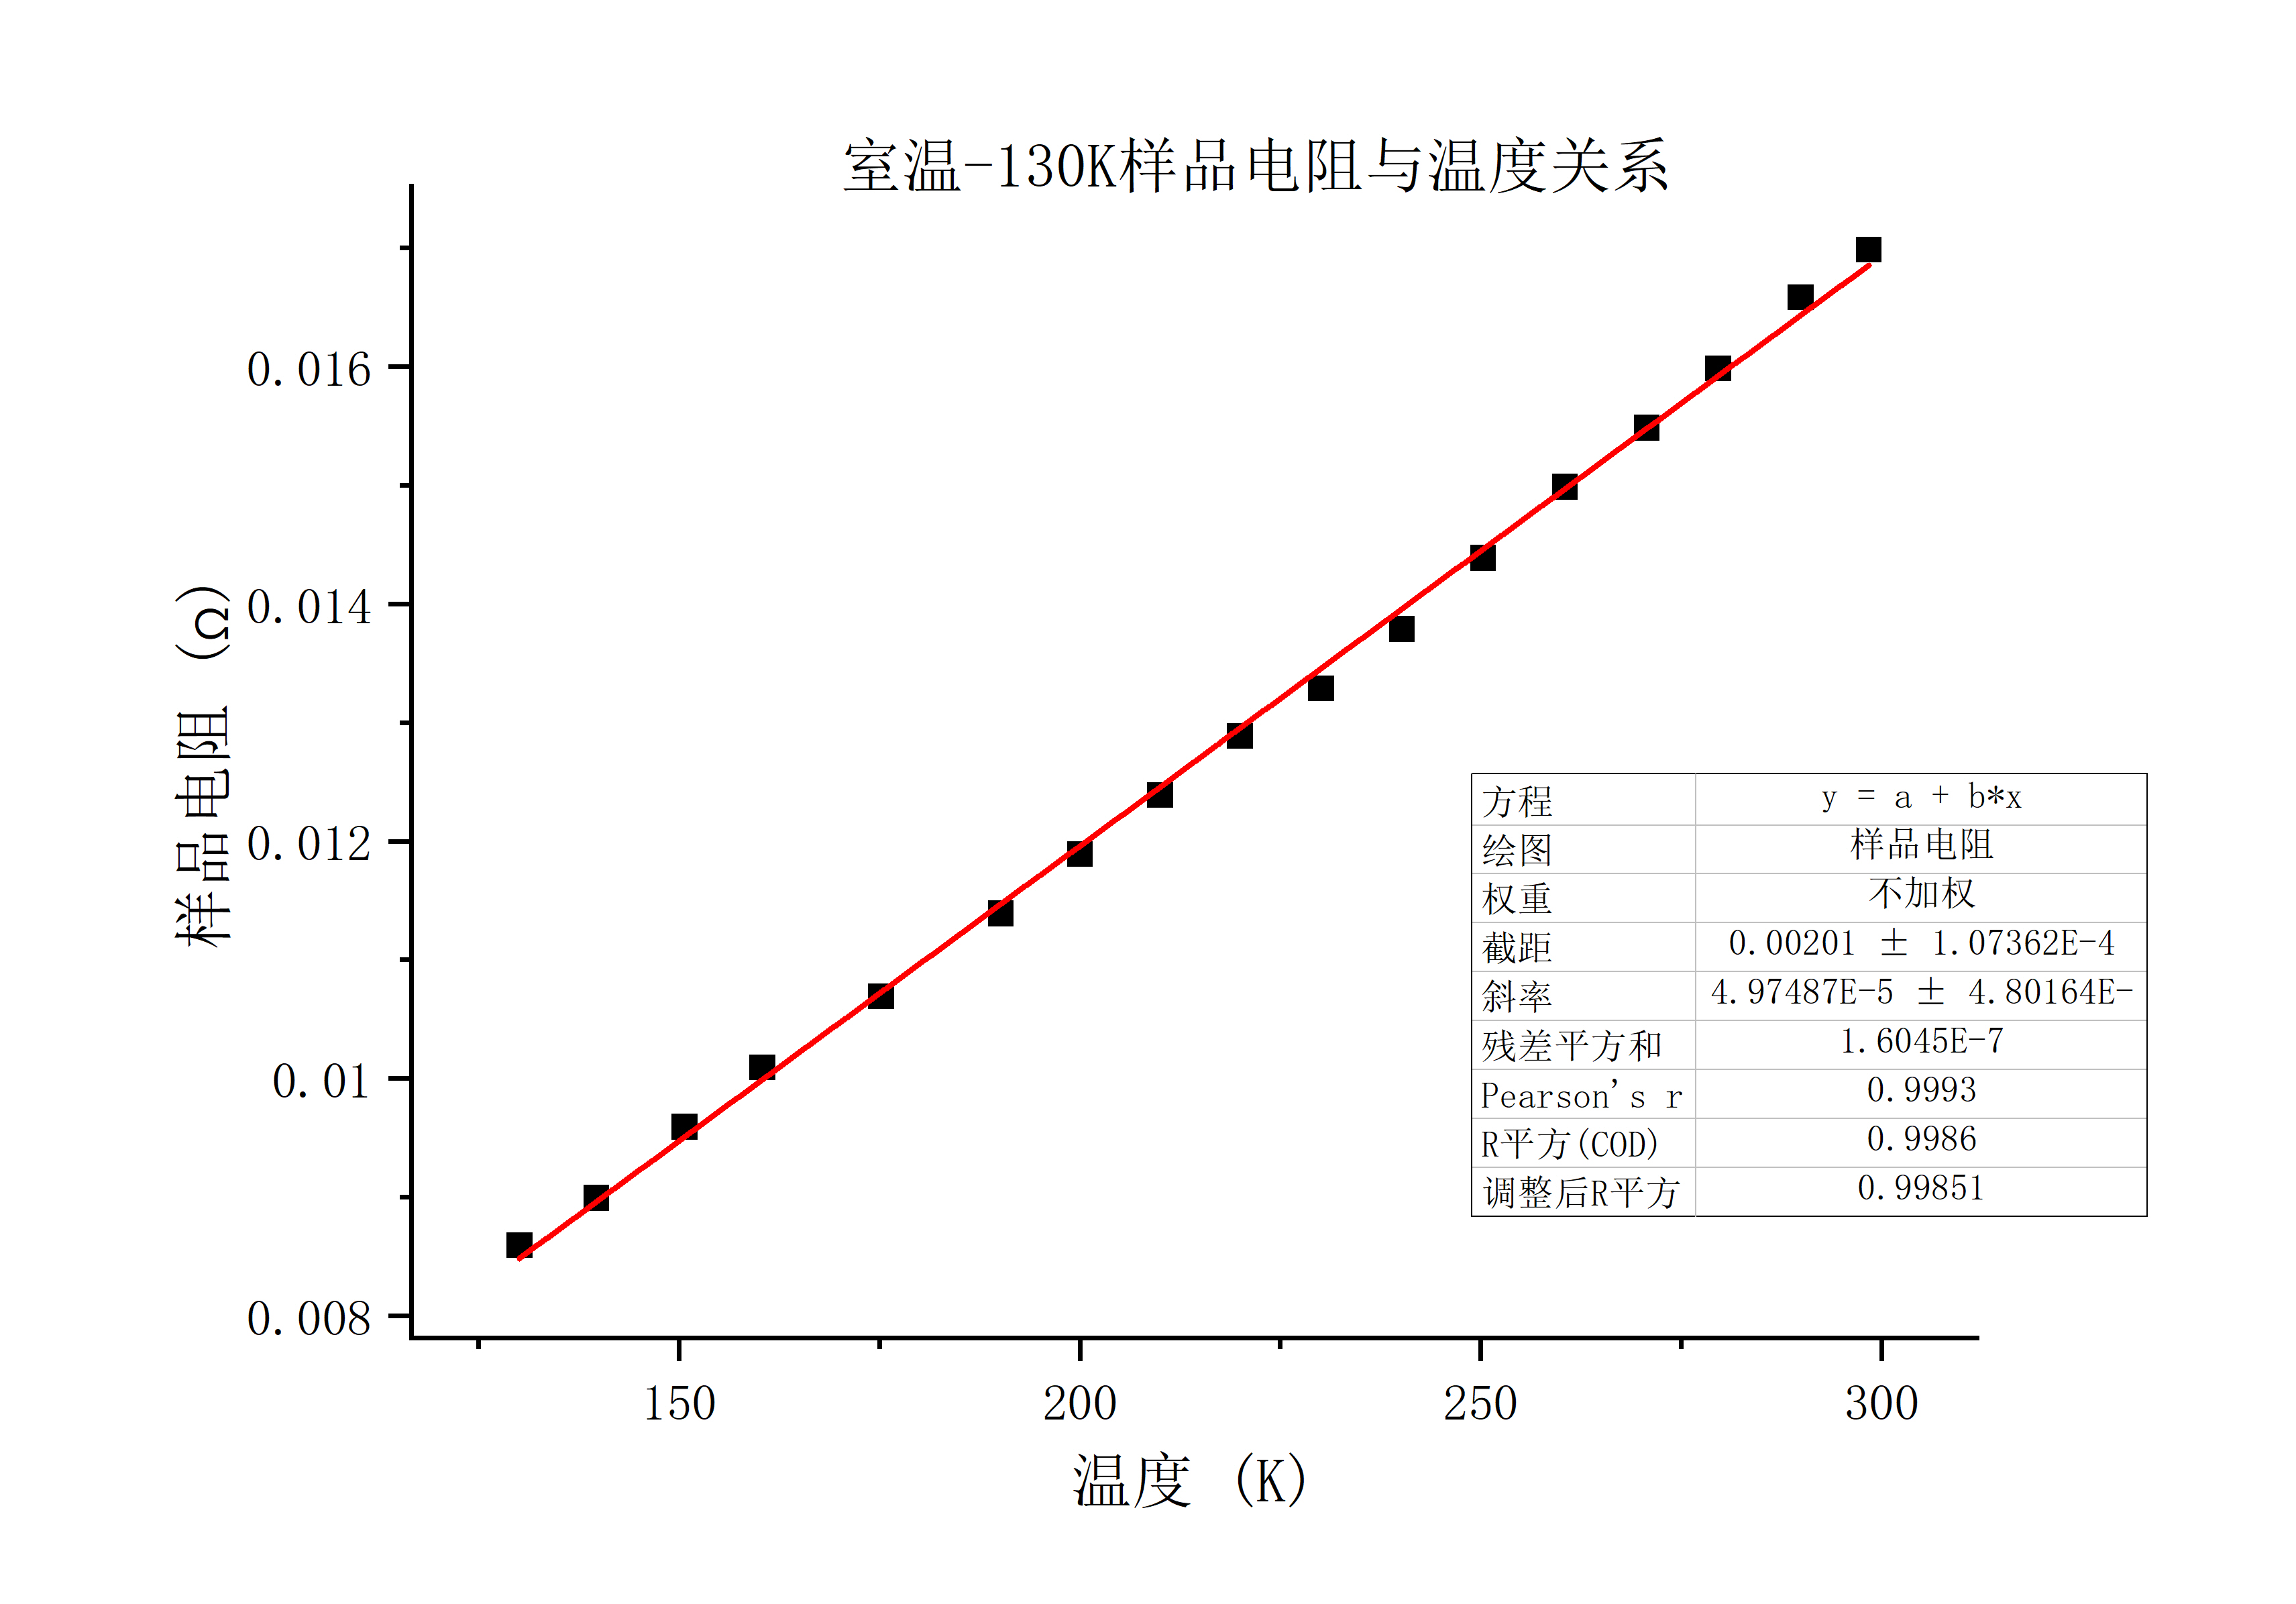 室温-130K样品电阻与温度关系
样品电阻 (Ω)
0.016
0.014
0.012
0.01
0.008
150 200 250 300
温度 (K)
方程 y = a + b*x
绘图 样品电阻
权重 不加权
截距 0.00201 ± 1.07362E-4
斜率 4.97487E-5 ± 4.80164E-
残差平方和 1.6045E-7
Pearson's r 0.9993
R平方(COD) 0.9986
调整后R平方 0.99851